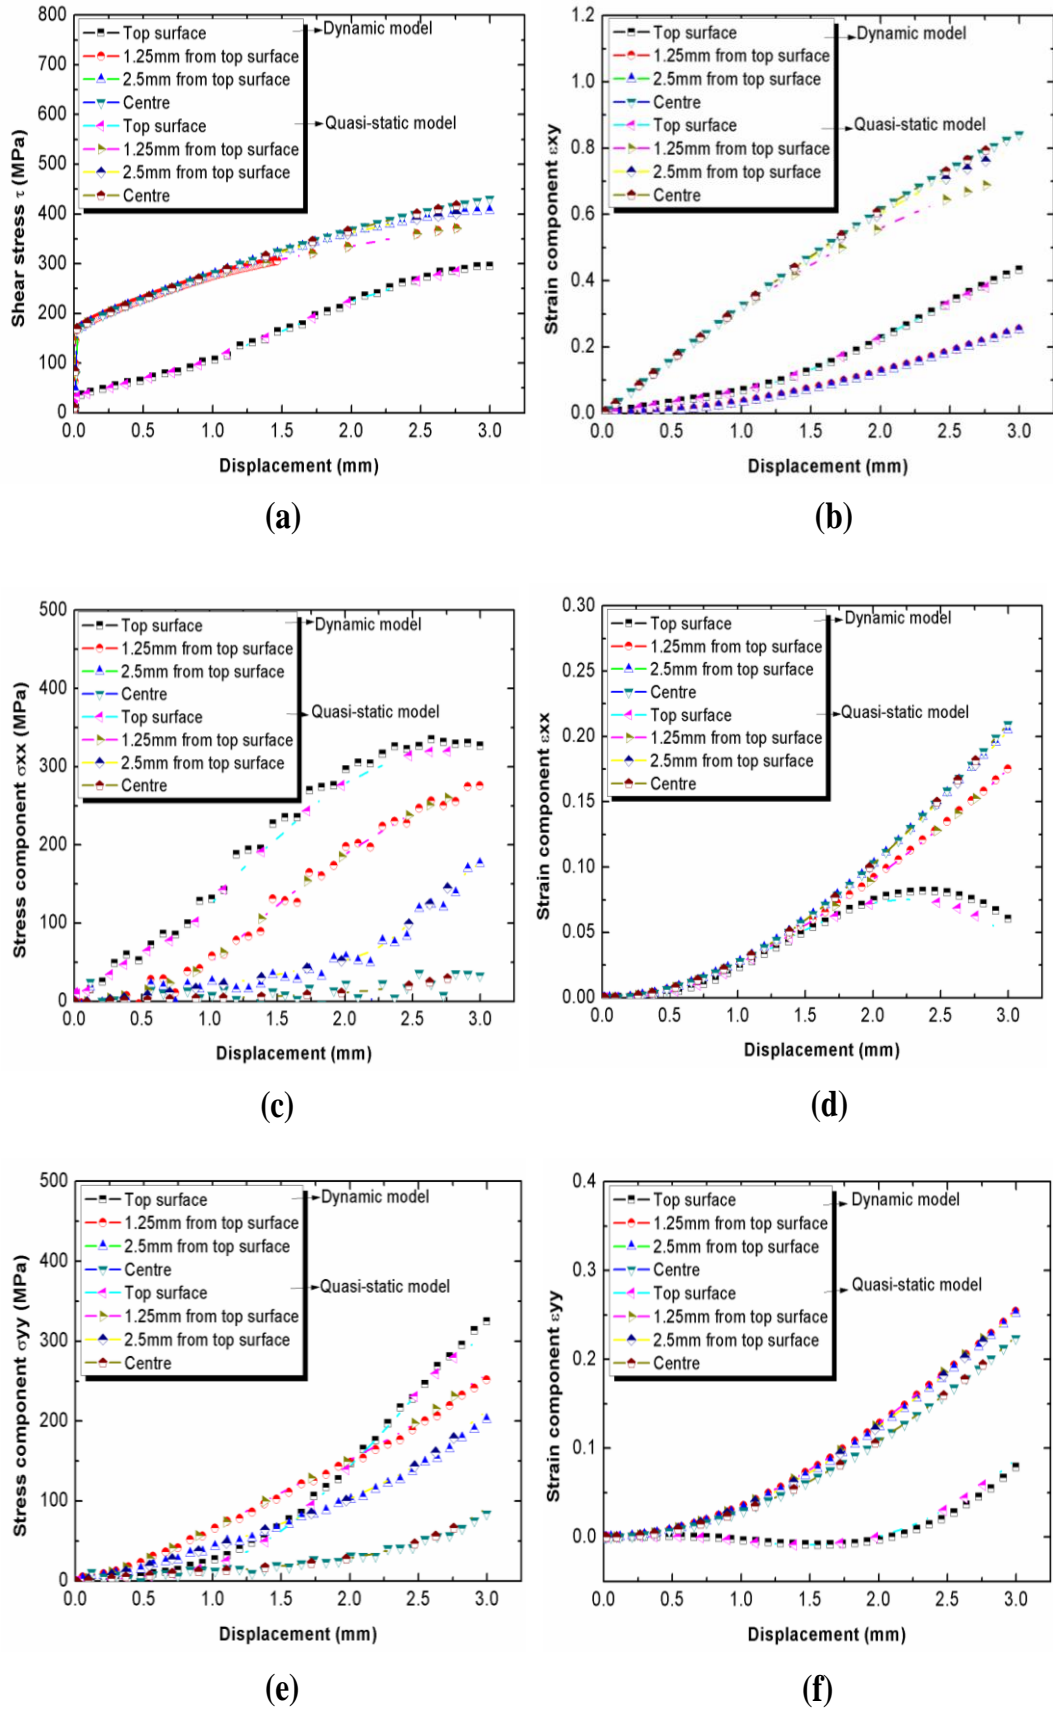 800
700
600
500
400
300
200
100
0
Shear stress τ (MPa)
Top surface
1.25mm from top surface
2.5mm from top surface
Centre
Top surface
1.25mm from top surface
2.5mm from top surface
Centre
Dynamic model
Quasi-static model
0.0 0.5 1.0 1.5 2.0 2.5 3.0
Displacement (mm)
(a)
1.2
1.0
0.8
0.6
0.4
0.2
0.0
Strain component εxy
Top surface
1.25mm from top surface
2.5mm from top surface
Centre
Top surface
1.25mm from top surface
2.5mm from top surface
Centre
Dynamic model
Quasi-static model
0.0 0.5 1.0 1.5 2.0 2.5 3.0
Displacement (mm)
(b)
500
400
300
200
100
0
Stress component σxx (MPa)
Top surface
1.25mm from top surface
2.5mm from top surface
Centre
Top surface
1.25mm from top surface
2.5mm from top surface
Centre
Dynamic model
Quasi-static model
0.0 0.5 1.0 1.5 2.0 2.5 3.0
Displacement (mm)
(c)
0.30
0.25
0.20
0.15
0.10
0.05
0.00
Strain component εxx
Top surface
1.25mm from top surface
2.5mm from top surface
Centre
Top surface
1.25mm from top surface
2.5mm from top surface
Centre
Dynamic model
Quasi-static model
0.0 0.5 1.0 1.5 2.0 2.5 3.0
Displacement (mm)
(d)
500
400
300
200
100
0
Stress component σyy (MPa)
Top surface
1.25mm from top surface
2.5mm from top surface
Centre
Top surface
1.25mm from top surface
2.5mm from top surface
Centre
Dynamic model
Quasi-static model
0.0 0.5 1.0 1.5 2.0 2.5 3.0
Displacement (mm)
(e)
0.4
0.3
0.2
0.1
0.0
Strain component εyy
Top surface
1.25mm from top surface
2.5mm from top surface
Centre
Top surface
1.25mm from top surface
2.5mm from top surface
Centre
Dynamic model
Quasi-static model
0.0 0.5 1.0 1.5 2.0 2.5 3.0
Displacement (mm)
(f)